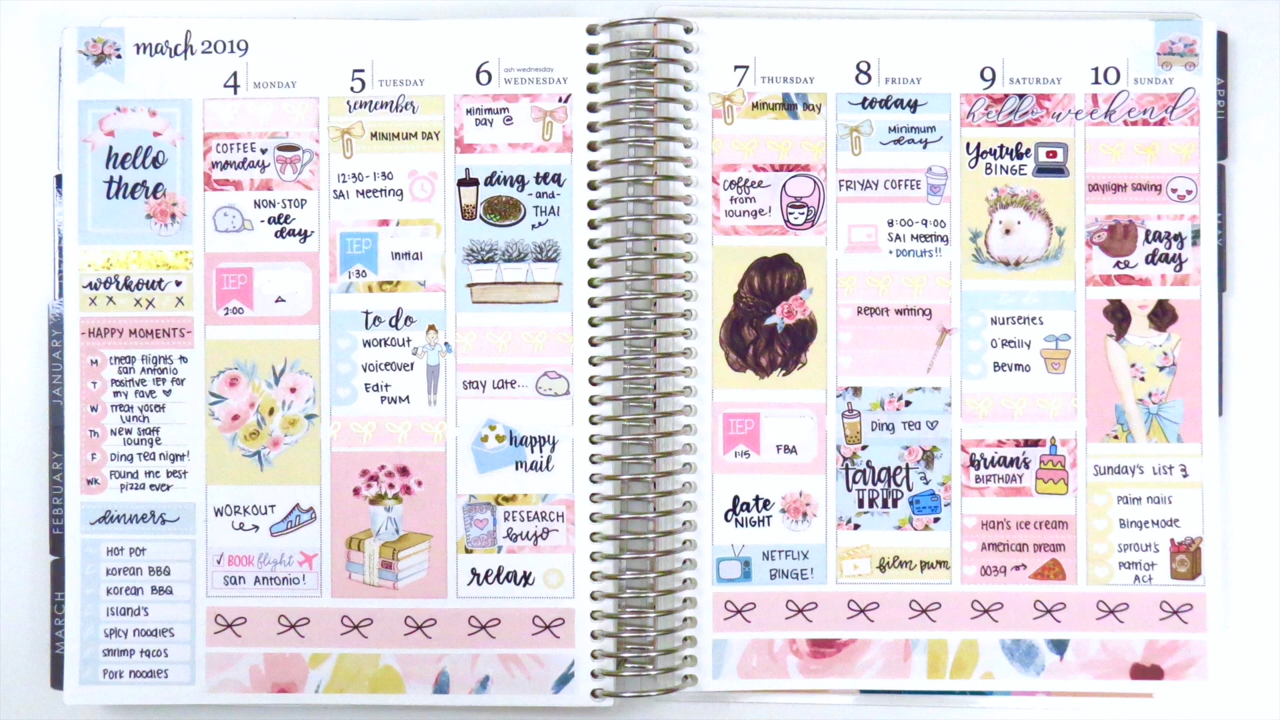 march 2019
hello
there
workout
x x xx x
-HAPPY MOMENTS-
M cheap flights to
san Antonio
T Positive IEP for
my fave
W Treat yoself
lunch
Th New staff
lounge
F Ding Tea night!
WK Found the best
pizza ever
dinners
Hot Pot
Korean BBQ
Korean BBQ
Island's
spicy noodles
shrimp tacos
Pork noodles
4 MONDAY
COFFEE
monday
NON-STOP
-all
day-
IEP
2:00
WORKOUT
BOOK flight
san Antonio!
5 TUESDAY
remember
MINIMUM DAY
12:30-1:30
SAI Meeting
IEP
Initial
1:30
to do
workout
voiceover
Edit
PWM
6 ash wednesday
WEDNESDAY
Minimum
Day @
ding tea
-and-
THAI
stay late...
happy
mail
RESEARCH
bujo
relax
7 THURSDAY
Minumum Day
Coffee
from
lounge!
IEP
1:15
FBA
date
NIGHT
NETFLIX
BINGE!
8 FRIDAY
today
Minimum
day
FRIYAY COFFEE
8:00-9:00
SAI Meeting
+ Donuts!!
Report writing
Ding Tea
target
TRIP
film pwm
9 SATURDAY
hello weekend
Youtube
BINGE
to do
Nurseries
O'Reilly
Bevmo
brian's
BIRTHDAY
Han's ice cream
American Dream
0039
10 SUNDAY
Daylight saving
lazy
day
Sunday's List
Paint nails
Binge Mode
sprout's
Patriot
Act
JANUARY
FEBRUARY
MARCH
APRIL
MAY